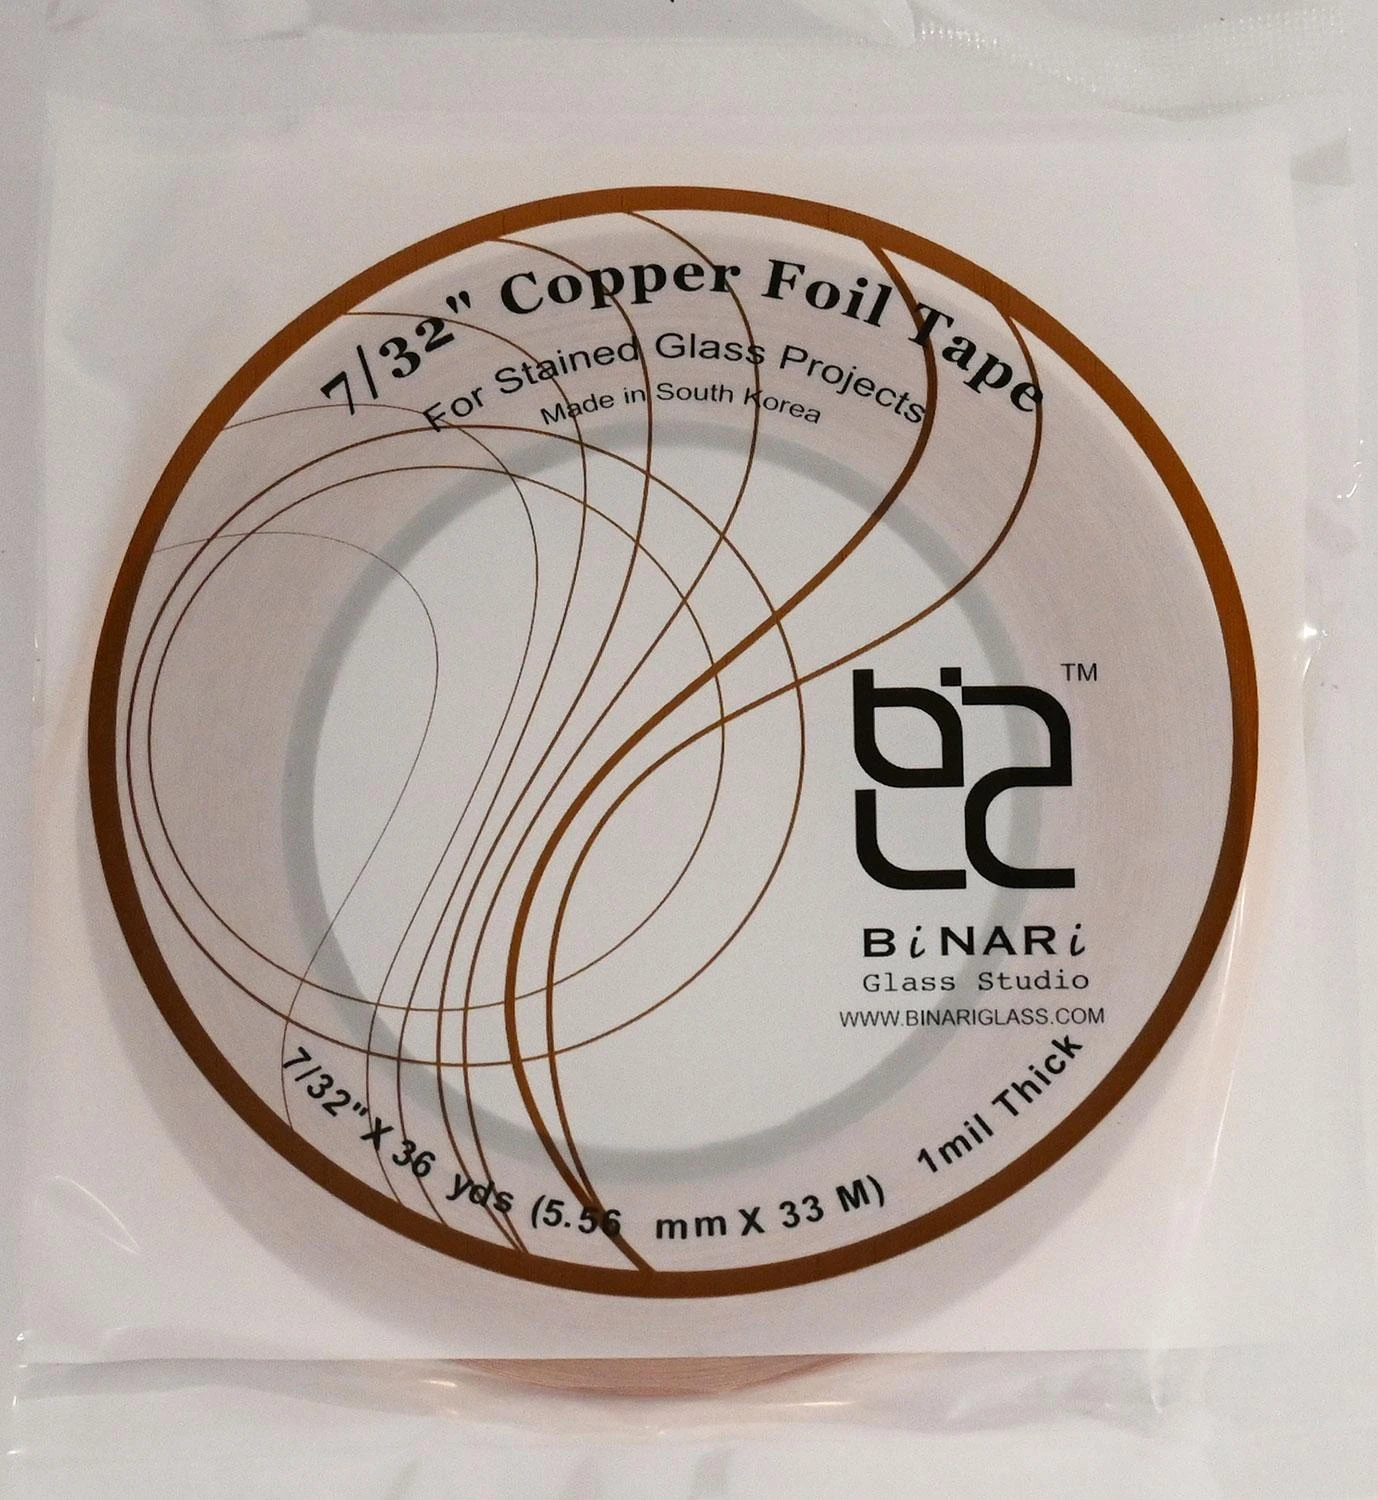 7/32" Copper Foil Tape
For Stained Glass Projects
Made in South Korea
TM
BiNARi
Glass Studio
WWW.BINARIGLASS.COM
7/32" X 36 yds (5.56 mm X 33 M) 1mil Thick